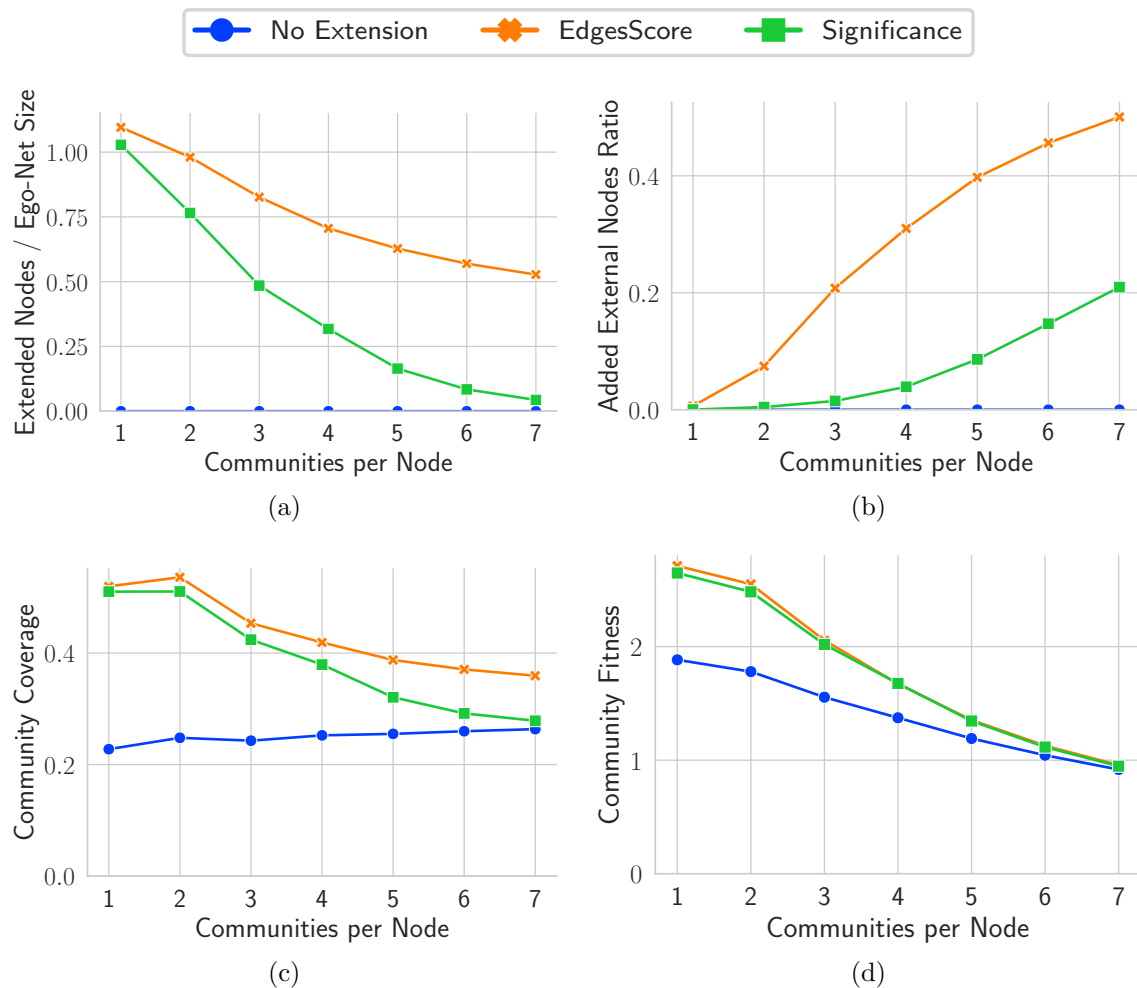 No Extension EdgesScore Significance
Extended Nodes / Ego-Net Size
1.00
0.75
0.50
0.25
0.00
1 2 3 4 5 6 7
Communities per Node
(a)
Added External Nodes Ratio
0.4
0.2
0.0
1 2 3 4 5 6 7
Communities per Node
(b)
Community Coverage
0.4
0.2
0.0
1 2 3 4 5 6 7
Communities per Node
(c)
Community Fitness
2
1
0
1 2 3 4 5 6 7
Communities per Node
(d)